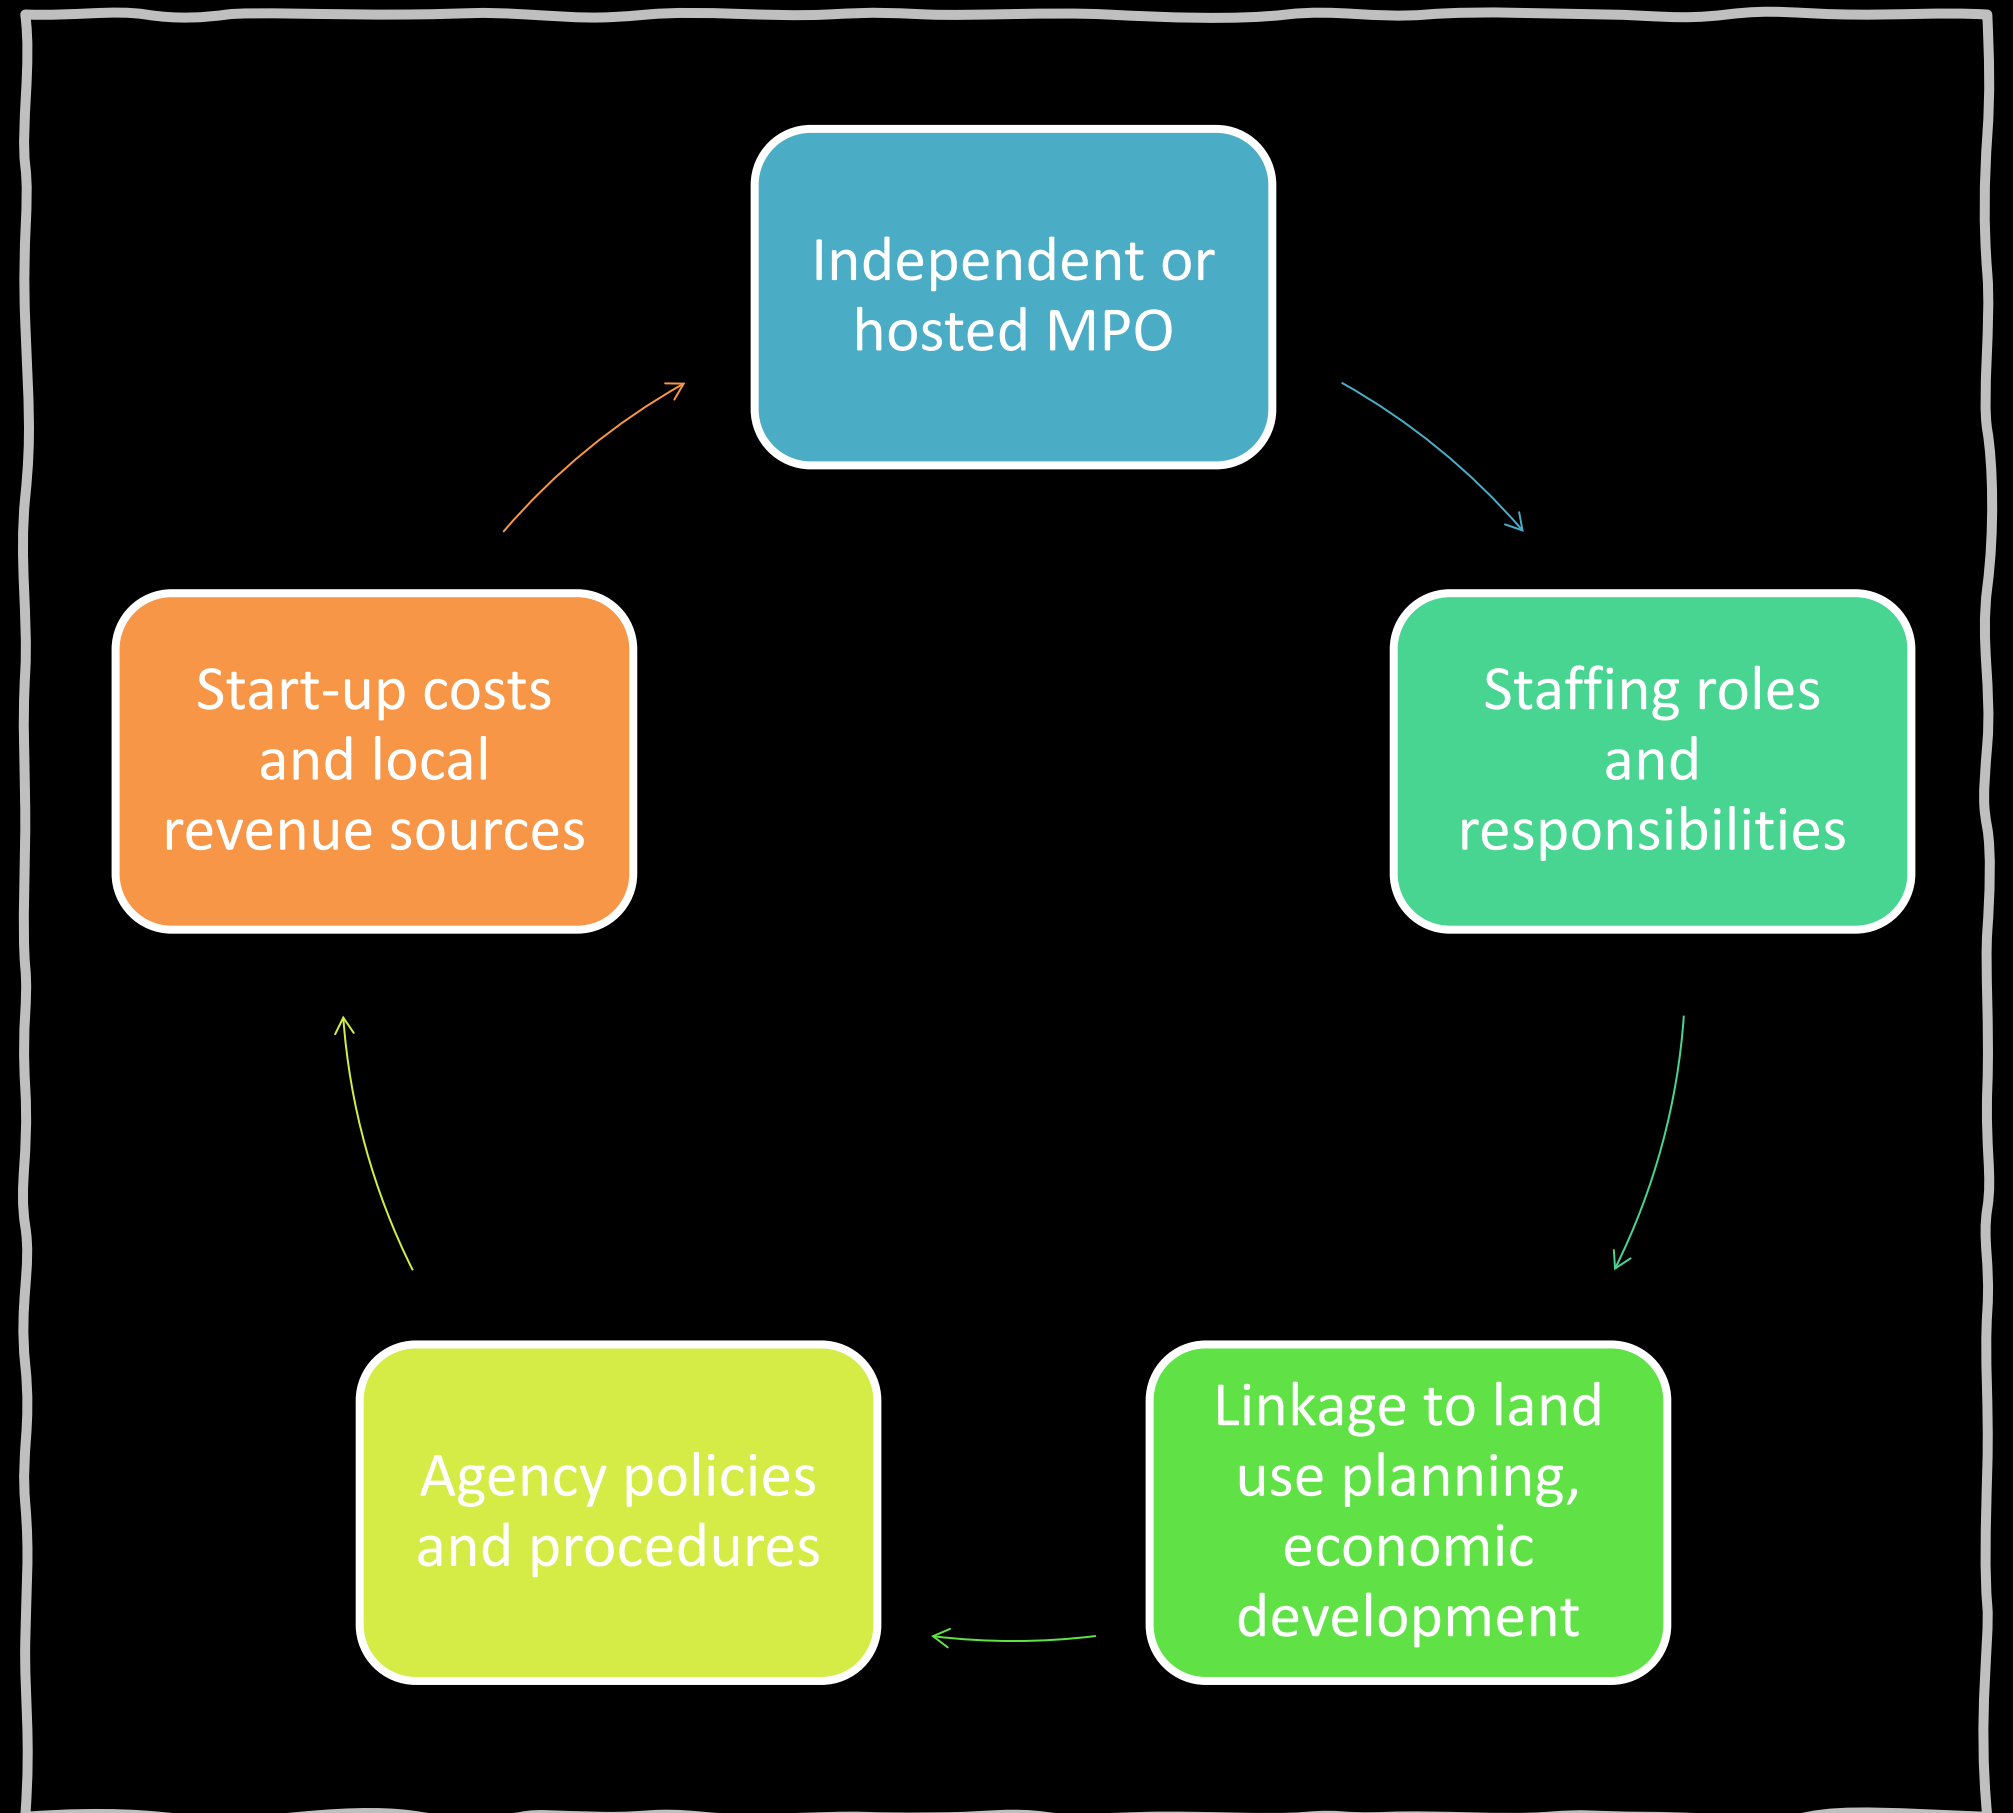 Independent or
hosted MPO
Staffing roles
and
responsibilities
Linkage to land
use planning,
economic
development
Agency policies
and procedures
Start-up costs
and local
revenue sources